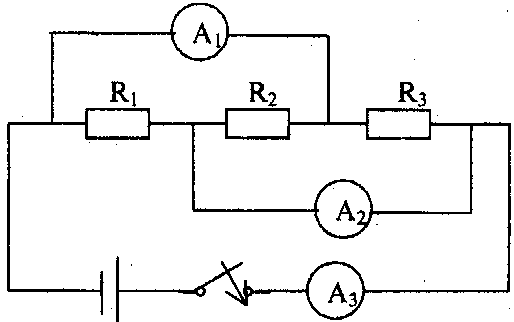 A₁
R₁ R₂ R₃
A₂
A₃